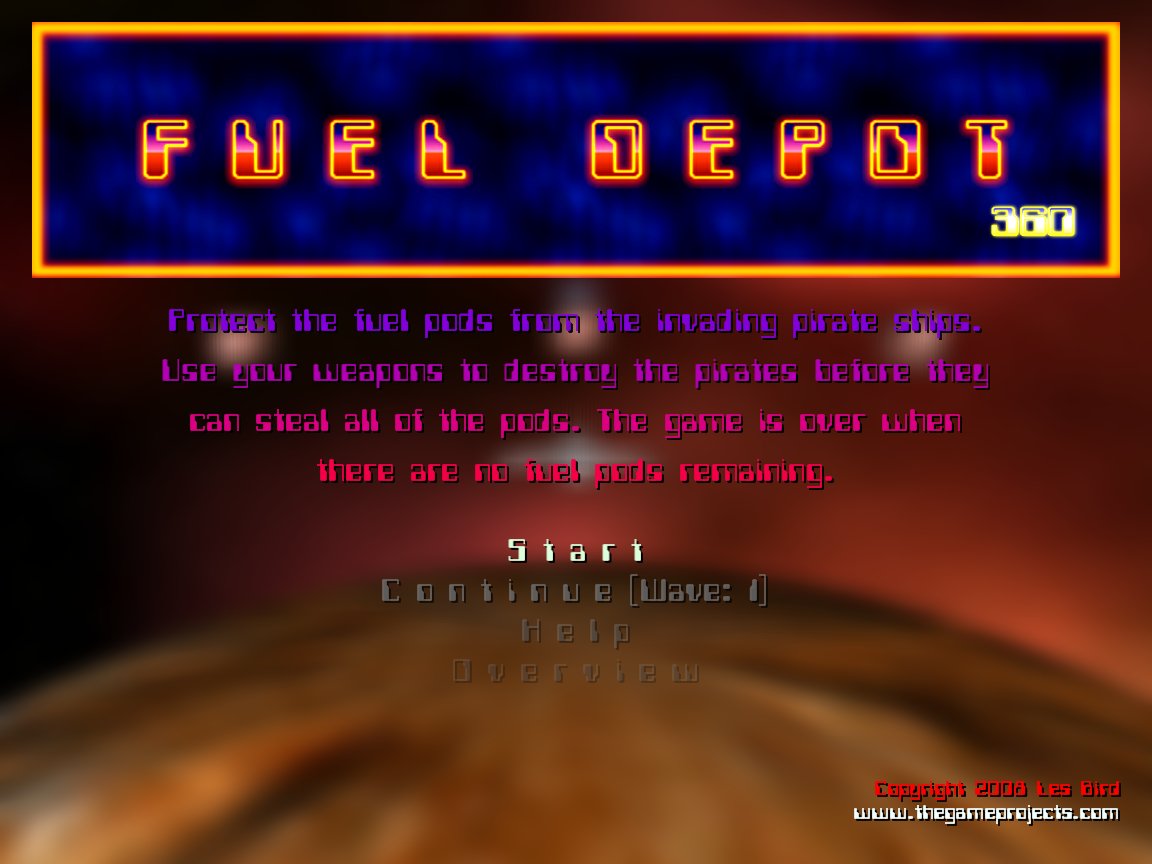 FUEL DEPOT
360
Protect the fuel pods from the invading pirate ships.
Use your weapons to destroy the pirates before they
can steal all of the pods. The game is over when
there are no fuel pods remaining.
Start
Continue [Wave: 1]
Help
Overview
Copyright 2008 Les Bird
www.thegameprojects.com